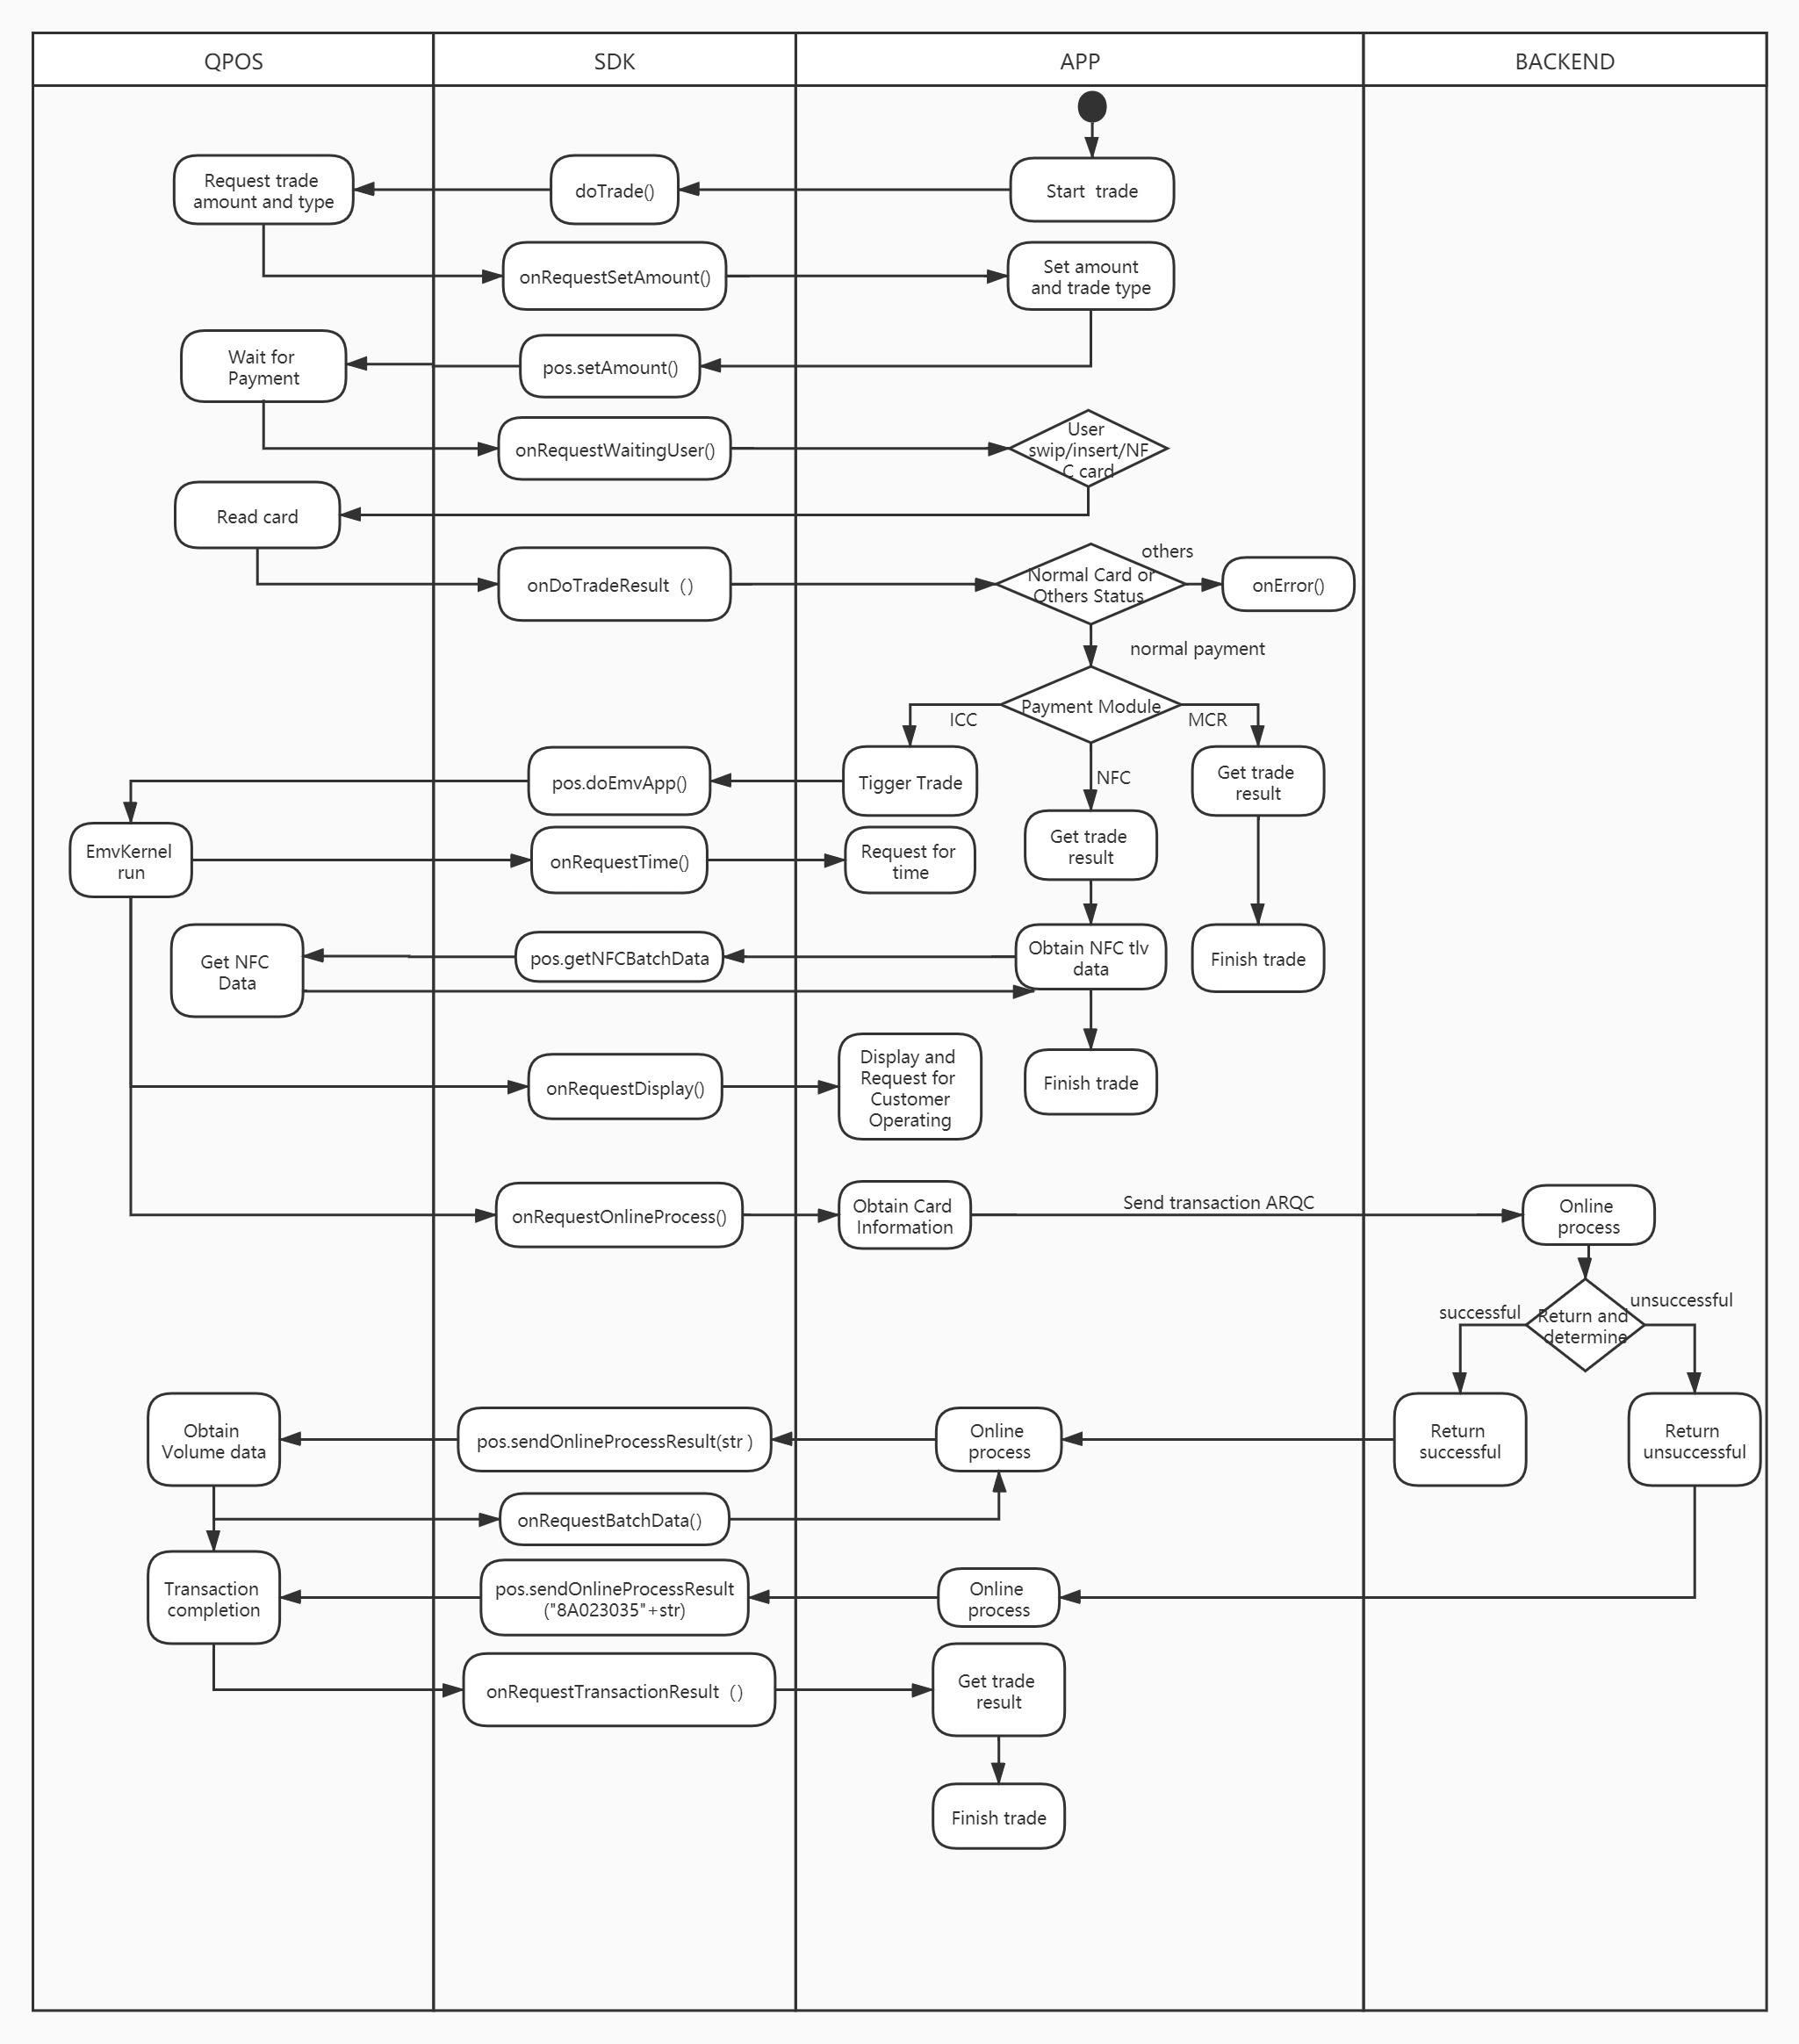 QPOS
SDK
APP
BACKEND
Request trade
amount and type
doTrade()
Start  trade
onRequestSetAmount()
Set amount
and trade type
Wait for
Payment
pos.setAmount()
onRequestWaitingUser()
User
swip/insert/NF
C card
Read card
onDoTradeResult  ()
Normal Card or
Others Status
others
onError()
normal payment
Payment Module
ICC
MCR
NFC
pos.doEmvApp()
Tigger Trade
Get trade
result
EmvKernel
run
onRequestTime()
Request for
time
Get trade
result
Get NFC
Data
pos.getNFCBatchData
Obtain NFC tlv
data
Finish trade
onRequestDisplay()
Display and
Request for
Customer
Operating
Finish trade
onRequestOnlineProcess()
Obtain Card
Information
Send transaction ARQC
Online
process
successful
Return and
determine
unsuccessful
Obtain
Volume data
pos.sendOnlineProcessResult(str )
Online
process
Return
successful
Return
unsuccessful
onRequestBatchData()
Transaction
completion
pos.sendOnlineProcessResult
("8A023035"+str)
Online
process
onRequestTransactionResult  ()
Get trade
result
Finish trade